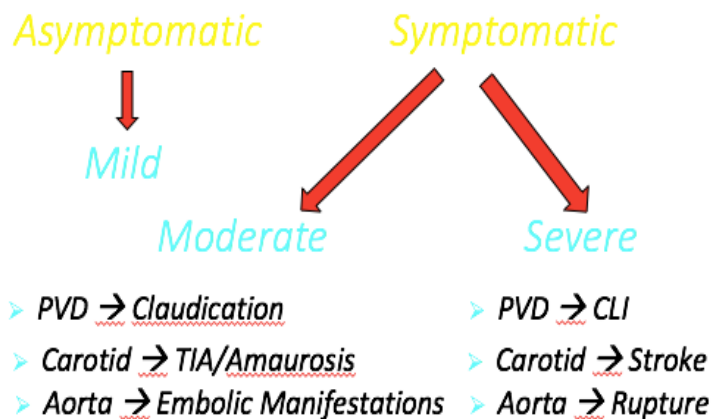 Asymptomatic Symptomatic
Mild
Moderate Severe
➢ PVD → Claudication ➢ PVD → CLI
➢ Carotid → TIA/Amaurosis ➢ Carotid → Stroke
➢ Aorta → Embolic Manifestations ➢ Aorta → Rupture